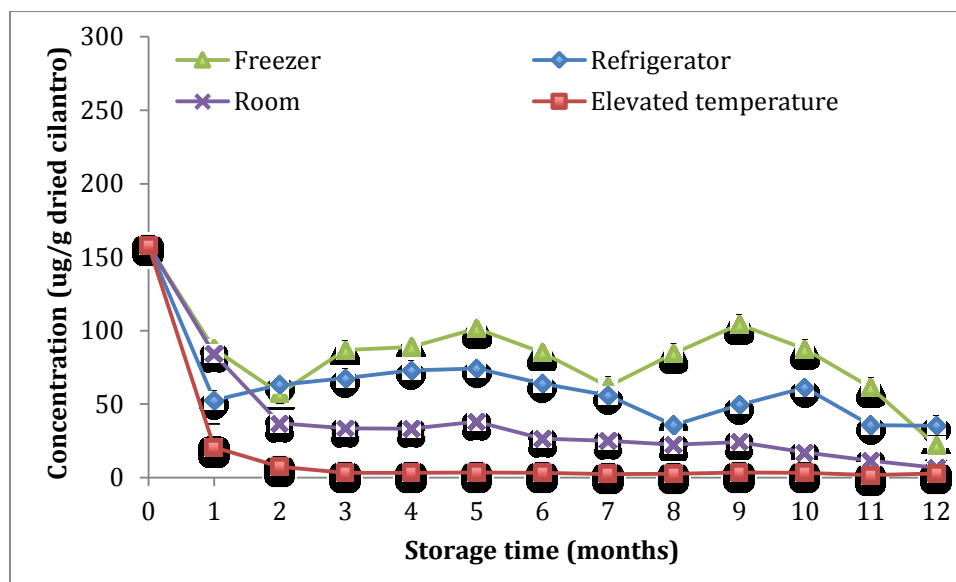 Freezer
Refrigerator
Room
Elevated temperature
Concentration (ug/g dried cilantro)
300
250
200
150
100
50
0
0 1 2 3 4 5 6 7 8 9 10 11 12
Storage time (months)